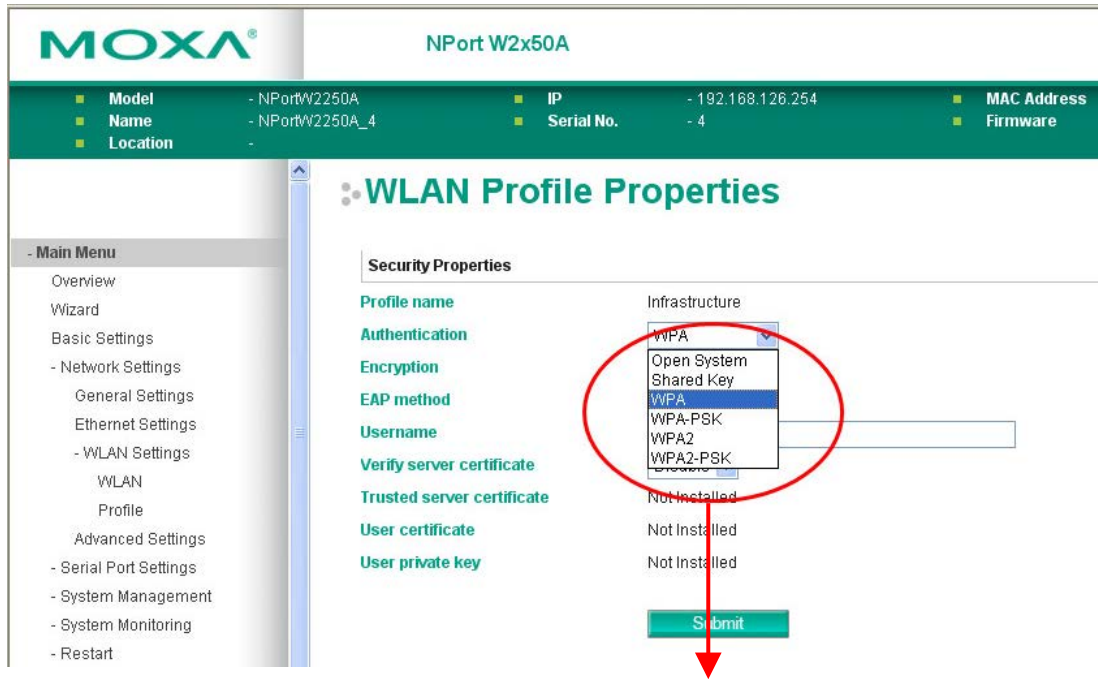 MOXA®
NPort W2x50A
Model - NPortW2250A IP - 192.168.126.254 MAC Address
Name - NPortW2250A_4 Serial No. - 4 Firmware
Location -
WLAN Profile Properties
- Main Menu
Overview
Wizard
Basic Settings
- Network Settings
General Settings
Ethernet Settings
- WLAN Settings
WLAN
Profile
Advanced Settings
- Serial Port Settings
- System Management
- System Monitoring
- Restart
Security Properties
Profile name Infrastructure
Authentication WPA
Open System
Shared Key
WPA
WPA-PSK
WPA2
WPA2-PSK
Encryption
EAP method
Username
Verify server certificate Disable
Trusted server certificate Not Installed
User certificate Not Installed
User private key Not Installed
Submit